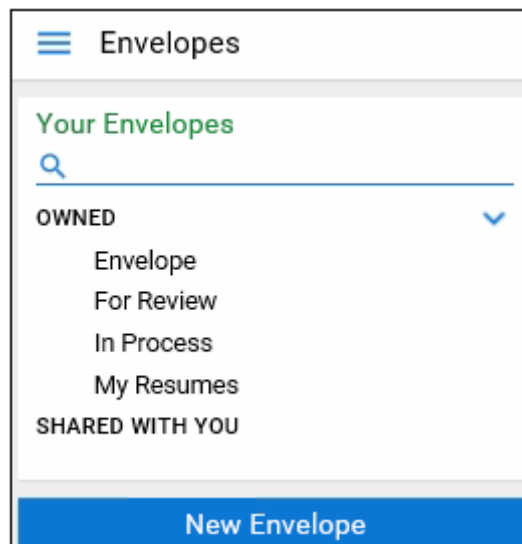 Envelopes
Your Envelopes
OWNED
Envelope
For Review
In Process
My Resumes
SHARED WITH YOU
New Envelope